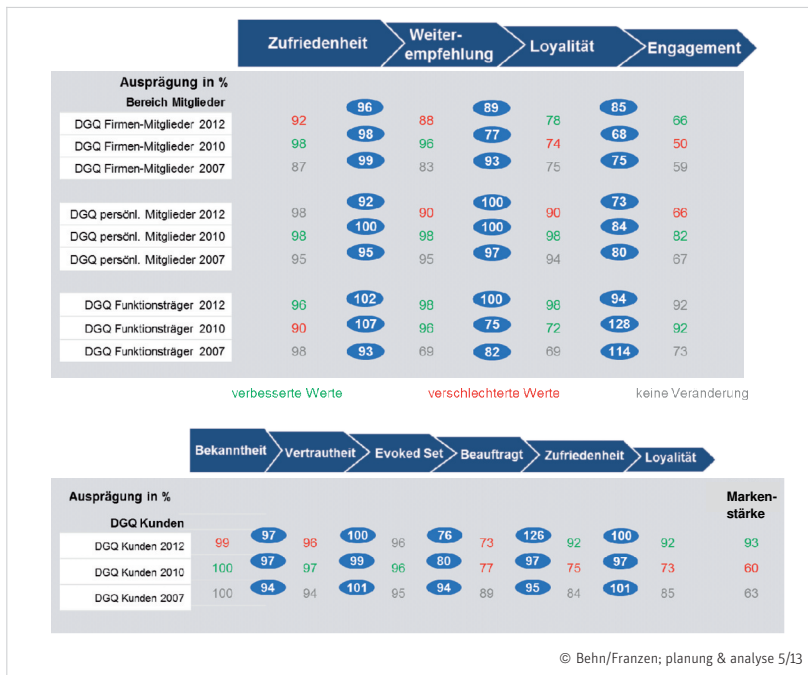 Zufriedenheit Weiter-empfehlung Loyalität Engagement
Ausprägung in %
Bereich Mitglieder
96 89 85
DGQ Firmen-Mitglieder 2012 92 88 78 66
98 77 68
DGQ Firmen-Mitglieder 2010 98 96 74 50
99 93 75
DGQ Firmen-Mitglieder 2007 87 83 75 59
92 100 73
DGQ persönl. Mitglieder 2012 98 90 90 66
100 100 84
DGQ persönl. Mitglieder 2010 98 98 98 82
95 97 80
DGQ persönl. Mitglieder 2007 95 95 94 67
102 100 94
DGQ Funktionsträger 2012 96 98 98 92
107 75 128
DGQ Funktionsträger 2010 90 96 72 92
93 82 114
DGQ Funktionsträger 2007 98 69 69 73
verbesserte Werte verschlechterte Werte keine Veranderung
Bekanntheit Vertrautheit Evoked Set Beauftragt Zufriedenheit Loyalität
Ausprägung in % Marken-
stärke
DGQ Kunden
97 100 76 126 100
DGQ Kunden 2012 99 96 96 73 92 92 93
97 99 80 97 97
DGQ Kunden 2010 100 97 96 77 75 73 60
94 101 94 95 101
DGQ Kunden 2007 100 94 95 89 84 85 63
© Behn/Franzen; planung & analyse 5/13